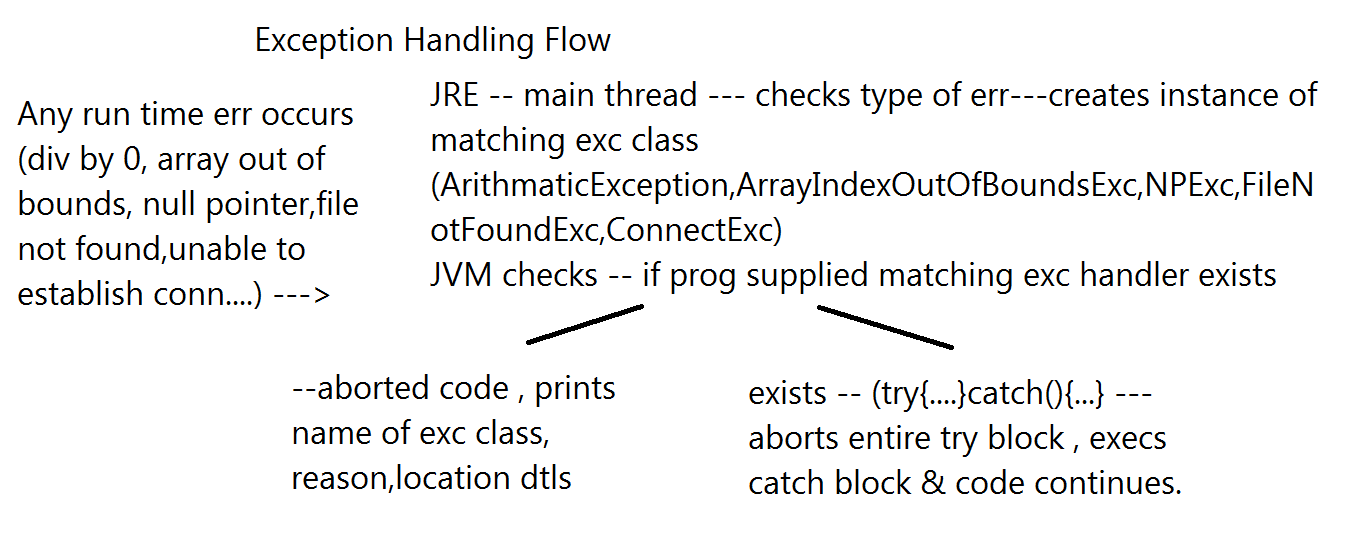 Exception Handling Flow
Any run time err occurs
(div by 0, array out of
bounds, null pointer,file
not found,unable to
establish conn....) --->
JRE -- main thread --- checks type of err---creates instance of
matching exc class
(ArithmaticException,ArrayIndexOutOfBoundsExc,NPExc,FileN
otFoundExc,ConnectExc)
JVM checks -- if prog supplied matching exc handler exists
--aborted code , prints
name of exc class,
reason,location dtls
exists -- (try{....}catch(){...} ---
aborts entire try block , execs
catch block & code continues.